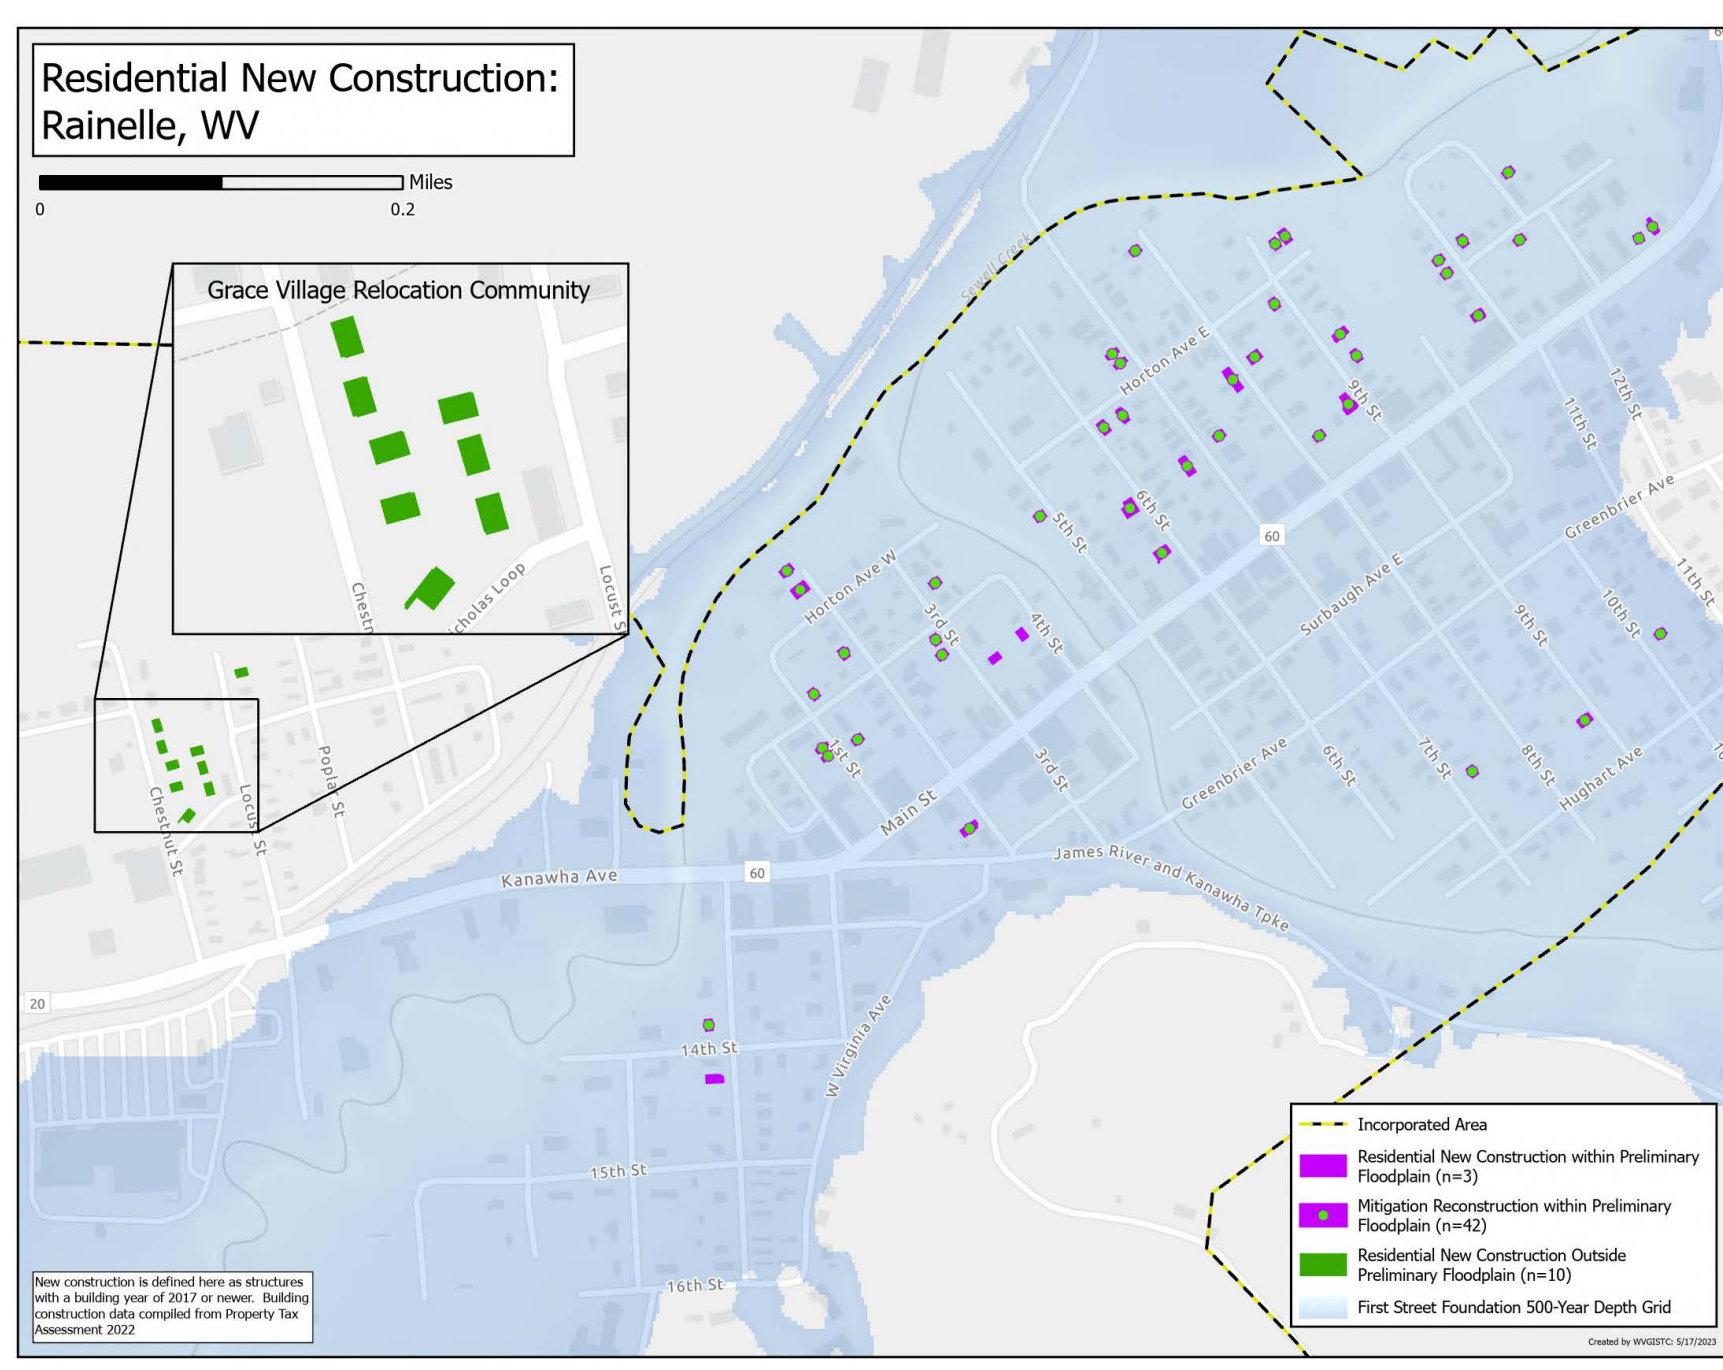 Residential New Construction:
Rainelle, WV
Miles
0
0.2
Grace Village Relocation Community
Chestn
icholas Loop
Locust S
Chestnut St
Locust St
Poplar St
20
Kanawha Ave
60
Main St
Sewell Creek
Horton Ave E
Horton Ave W
1st St
3rd St
4th St
5th St
6th St
9th St
60
11th St
12th St
Greenbrier Ave
11th St
Surbaugh Ave E
10th St
9th St
3rd St
Greenbrier Ave
6th St
7th St
8th St
Hughart Ave
James River and Kanawha Tpke
W Virginia Ave
14th St
15th St
16th St
Incorporated Area
Residential New Construction within Preliminary
Floodplain (n=3)
Mitigation Reconstruction within Preliminary
Floodplain (n=42)
Residential New Construction Outside
Preliminary Floodplain (n=10)
First Street Foundation 500-Year Depth Grid
New construction is defined here as structures
with a building year of 2017 or newer. Building
construction data compiled from Property Tax
Assessment 2022
Created by WVGISTC: 5/17/2023